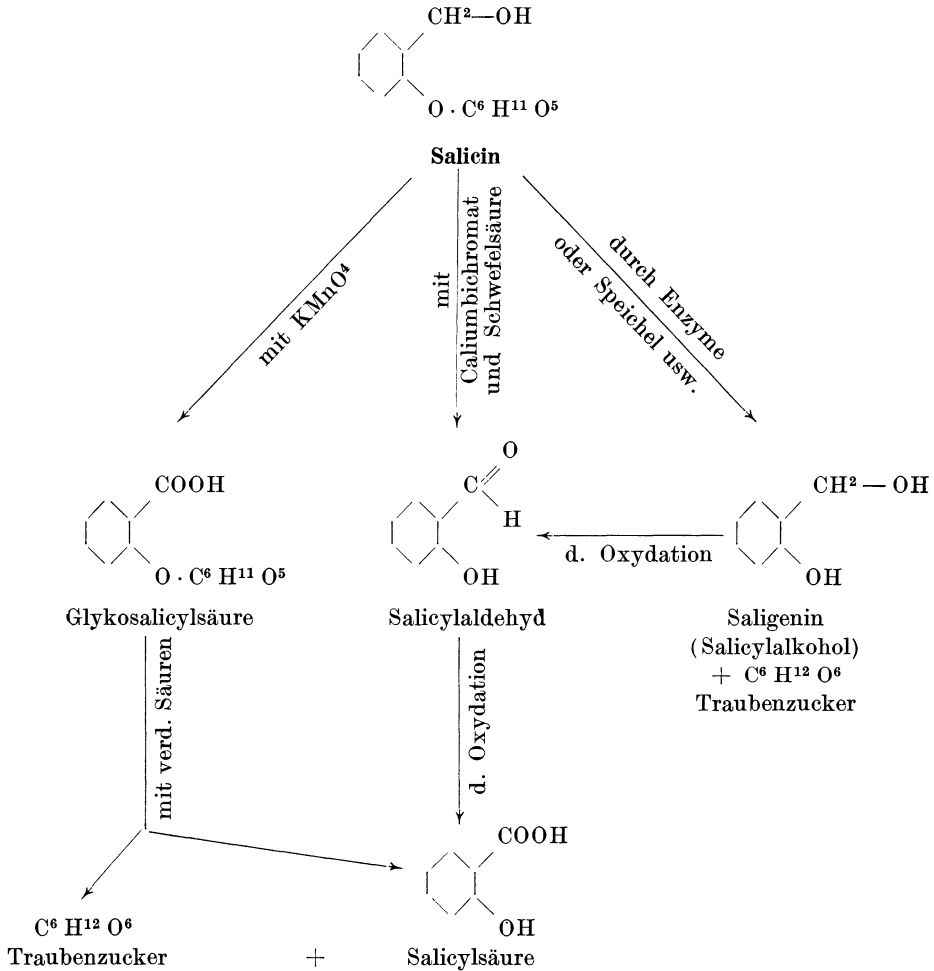 CH²—OH
O · C⁶ H¹¹ O⁵
Salicin
mit KMnO⁴
mit
Caliumbichromat
und Schwefelsäure
durch Enzyme
oder Speichel usw.
COOH
O · C⁶ H¹¹ O⁵
Glykosalicylsäure
O
C
H
OH
Salicylaldehyd
d. Oxydation
CH² — OH
OH
Saligenin
(Salicylalkohol)
+ C⁶ H¹² O⁶
Traubenzucker
mit verd. Säuren
d. Oxydation
C⁶ H¹² O⁶
Traubenzucker
+
COOH
OH
Salicylsäure